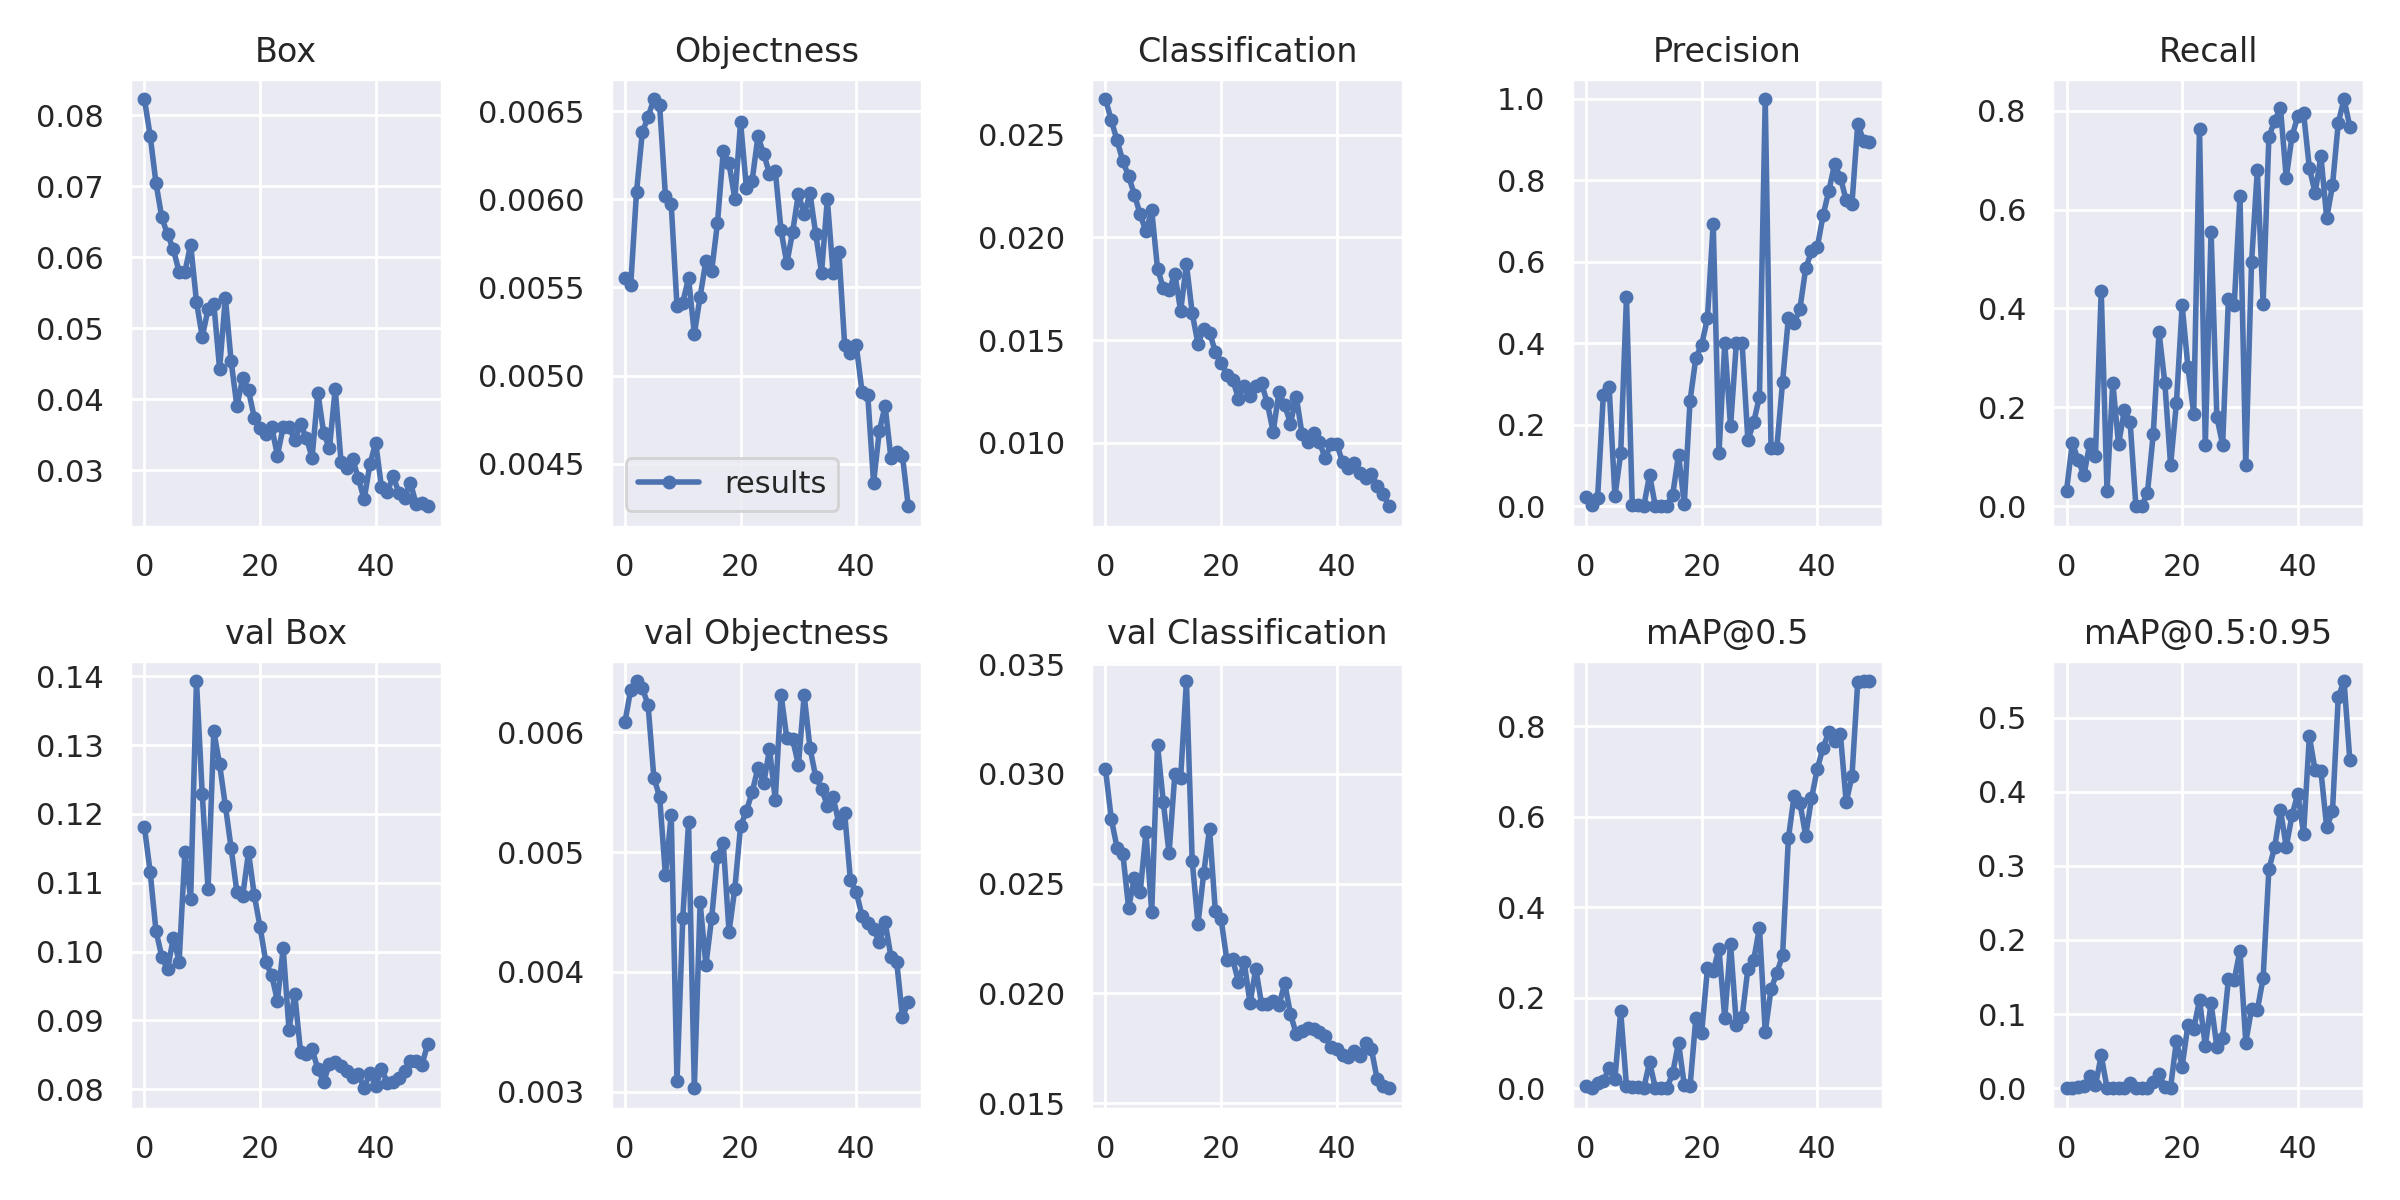 Box
Objectness
Classification
Precision
Recall
0.08
0.07
0.06
0.05
0.04
0.03
0 20 40
0.0065
0.0060
0.0055
0.0050
0.0045
results
0 20 40
0.025
0.020
0.015
0.010
0 20 40
1.0
0.8
0.6
0.4
0.2
0.0
0 20 40
0.8
0.6
0.4
0.2
0.0
0 20 40
val Box
val Objectness
val Classification
mAP@0.5
mAP@0.5:0.95
0.14
0.13
0.12
0.11
0.10
0.09
0.08
0 20 40
0.006
0.005
0.004
0.003
0 20 40
0.035
0.030
0.025
0.020
0.015
0 20 40
0.8
0.6
0.4
0.2
0.0
0 20 40
0.5
0.4
0.3
0.2
0.1
0.0
0 20 40